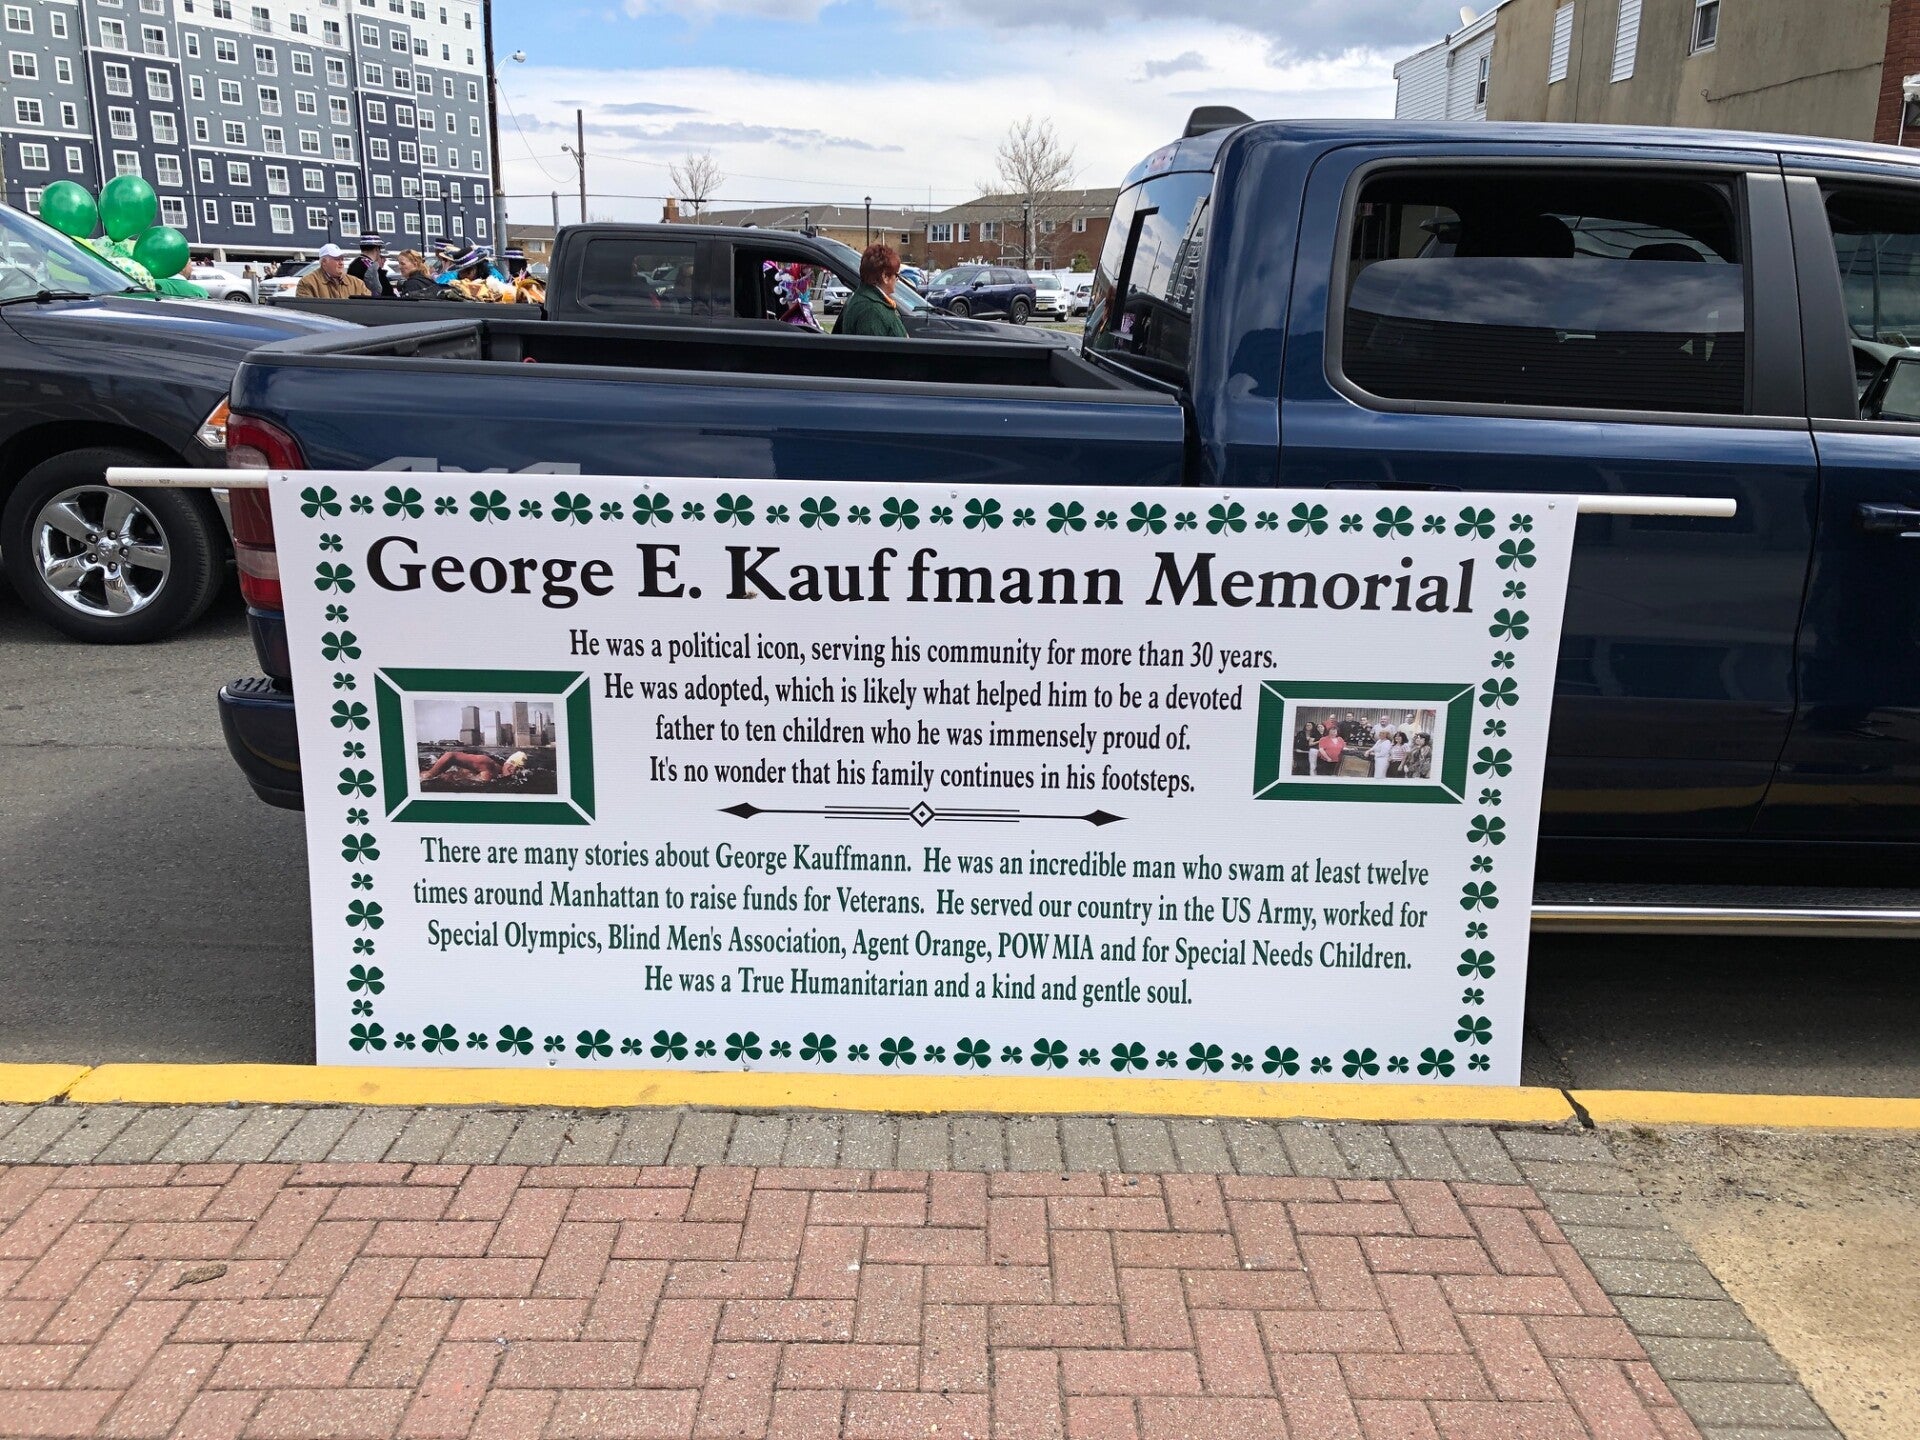 4x4
George E. Kauffmann Memorial
He was a political icon, serving his community for more than 30 years.
He was adopted, which is likely what helped him to be a devoted
father to ten children who he was immensely proud of.
It's no wonder that his family continues in his footsteps.
There are many stories about George Kauffmann. He was an incredible man who swam at least twelve
times around Manhattan to raise funds for Veterans. He served our country in the US Army, worked for
Special Olympics, Blind Men's Association, Agent Orange, POW MIA and for Special Needs Children.
He was a True Humanitarian and a kind and gentle soul.